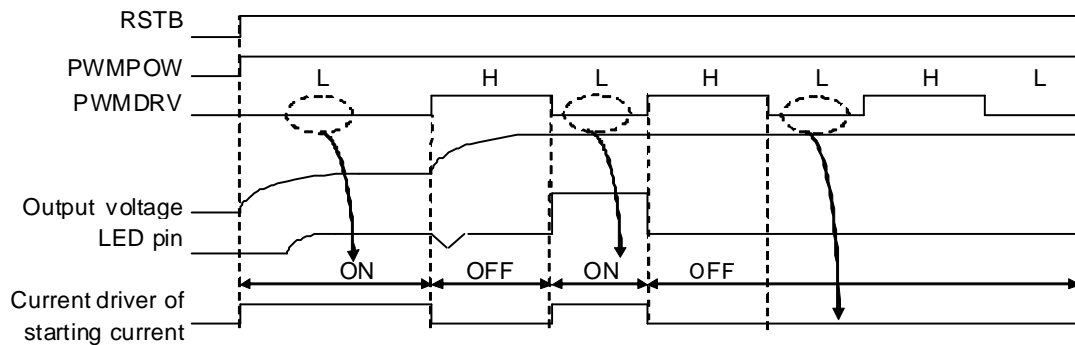 RSTB
PWMPOW
L H L H L H L
PWMDRV
Output voltage
LED pin
ON OFF ON OFF
Current driver of
starting current